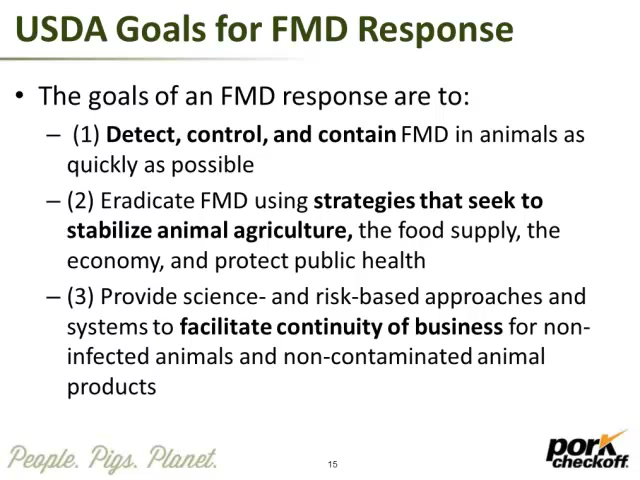 USDA Goals for FMD Response
• The goals of an FMD response are to:
– (1) Detect, control, and contain FMD in animals as
quickly as possible
– (2) Eradicate FMD using strategies that seek to
stabilize animal agriculture, the food supply, the
economy, and protect public health
– (3) Provide science- and risk-based approaches and
systems to facilitate continuity of business for non-
infected animals and non-contaminated animal
products
People. Pigs. Planet.
15
pork
checkoff.